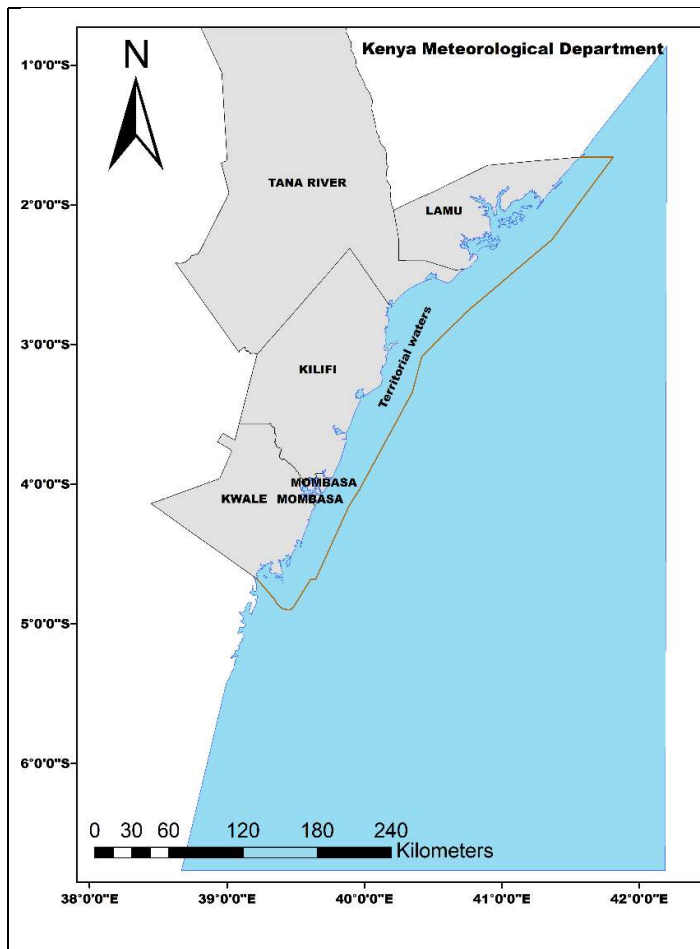 Kenya Meteorological Department
N
1°0'0"S
2°0'0"S
3°0'0"S
4°0'0"S
5°0'0"S
6°0'0"S
TANA RIVER
LAMU
KILIFI
Territorial waters
MOMBASA
KWALE MOMBASA
0 30 60 120 180 240
Kilometers
38°0'0"E 39°0'0"E 40°0'0"E 41°0'0"E 42°0'0"E